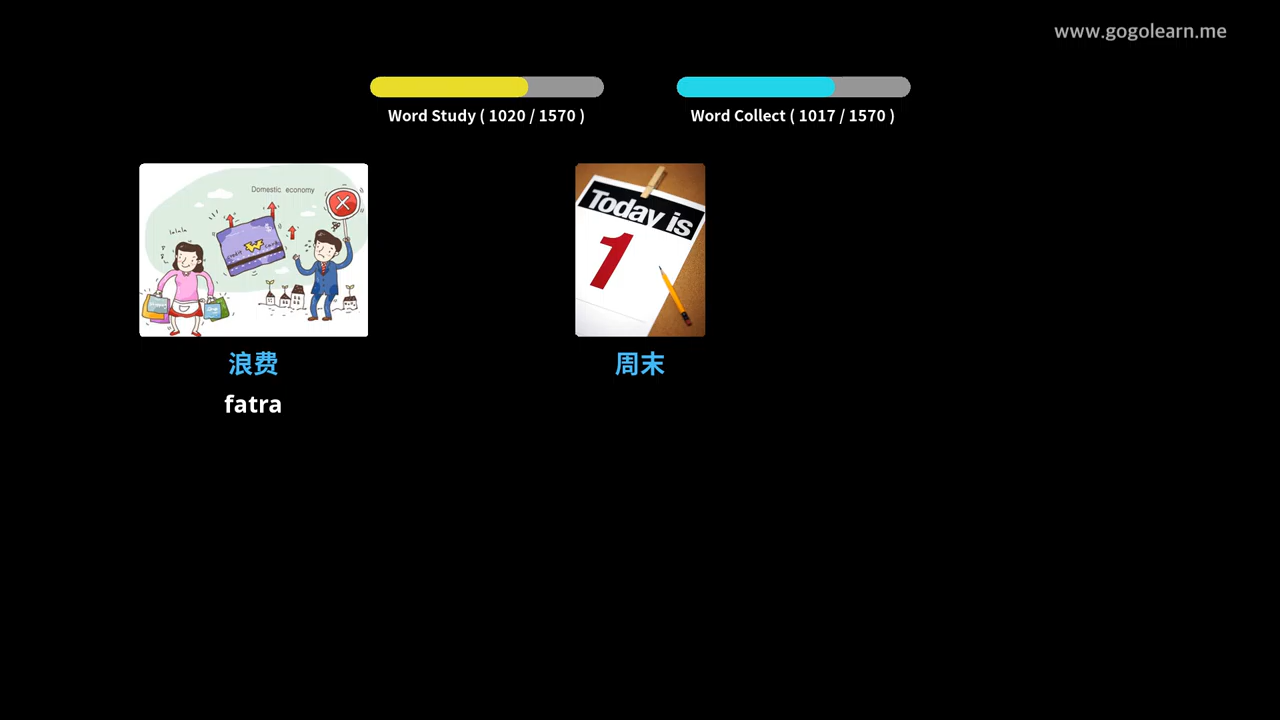 www.gogolearn.me
Word Study ( 1020 / 1570 )
Word Collect ( 1017 / 1570 )
Domestic economy
lalala
Today is
1
浪费
周末
fatra